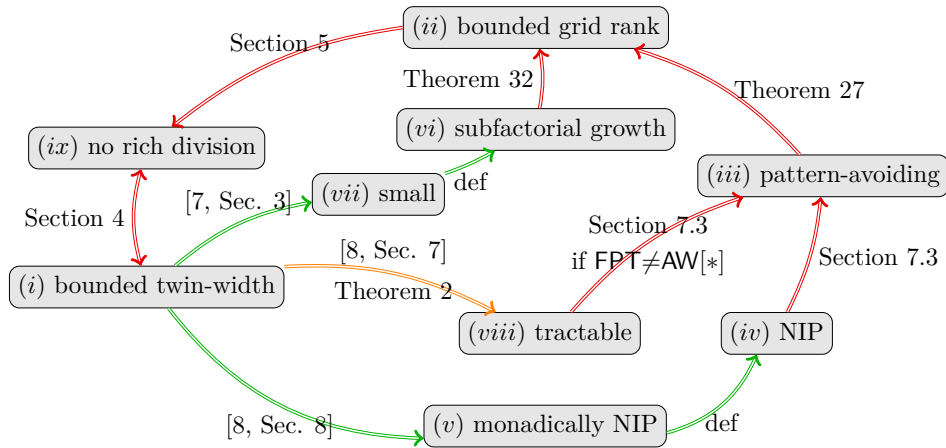 (ii) bounded grid rank
Section 5
Theorem 32
Theorem 27
(vi) subfactorial growth
(ix) no rich division
(iii) pattern-avoiding
(vii) small
def
[7, Sec. 3]
Section 4
Section 7.3
if FPT≠AW[*]
[8, Sec. 7]
Section 7.3
(i) bounded twin-width
Theorem 2
(viii) tractable
(iv) NIP
[8, Sec. 8]
(v) monadically NIP
def